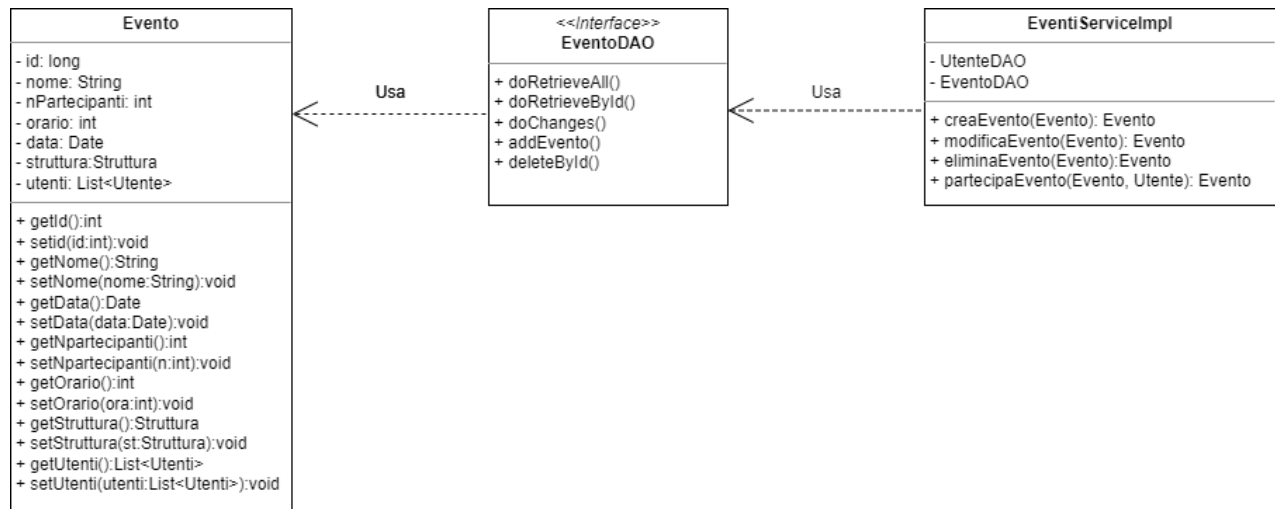 Evento
- id: long
- nome: String
- nPartecipanti: int
- orario: int
- data: Date
- struttura:Struttura
- utenti: List<Utente>
+ getId():int
+ setid(id:int):void
+ getNome():String
+ setNome(nome:String):void
+ getData():Date
+ setData(data:Date):void
+ getNpartecipanti():int
+ setNpartecipanti(n:int):void
+ getOrario():int
+ setOrario(ora:int):void
+ getStruttura():Struttura
+ setStruttura(st:Struttura):void
+ getUtenti():List<Utenti>
+ setUtenti(utenti:List<Utenti>):void
Usa
<<Interface>>
EventoDAO
+ doRetrieveAll()
+ doRetrieveById()
+ doChanges()
+ addEvento()
+ deleteById()
Usa
EventiServiceImpl
- UtenteDAO
- EventoDAO
+ creaEvento(Evento): Evento
+ modificaEvento(Evento): Evento
+ eliminaEvento(Evento):Evento
+ partecipaEvento(Evento, Utente): Evento